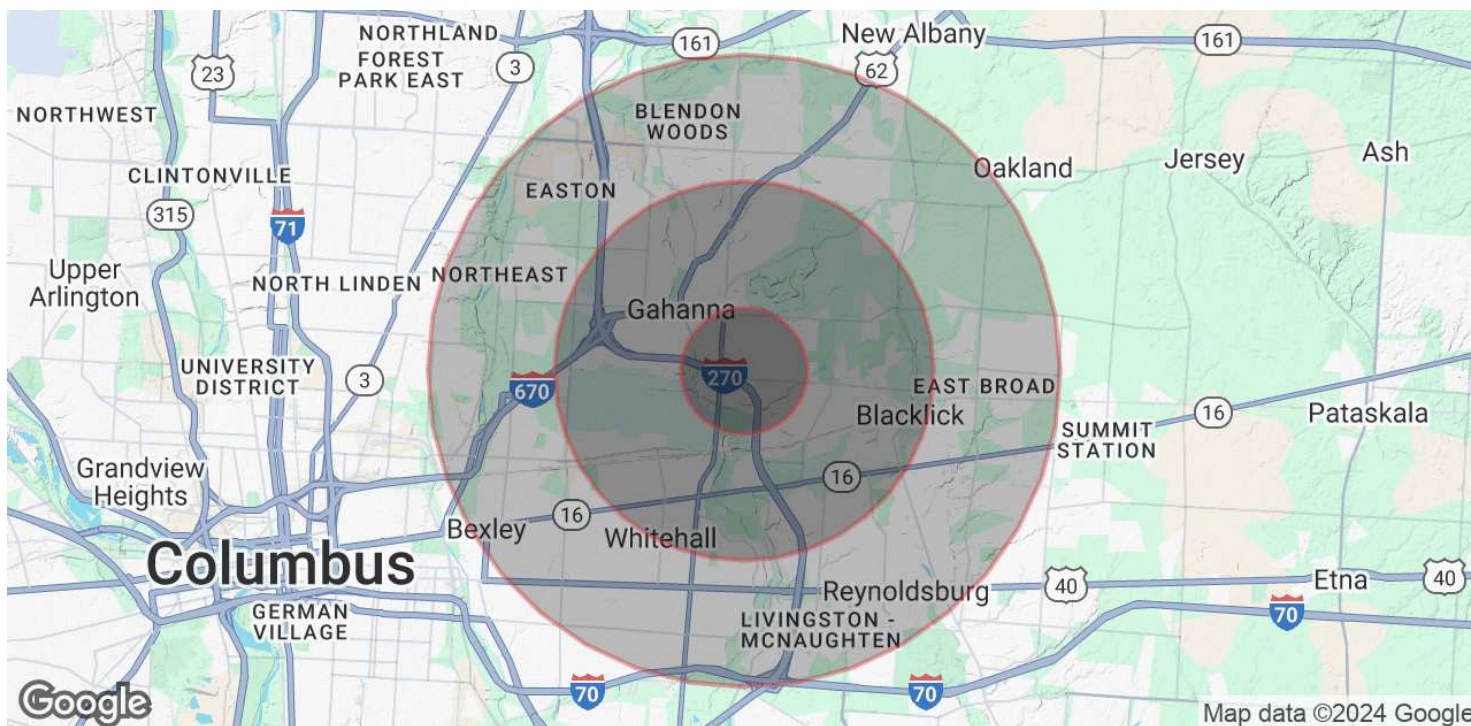 NORTHLAND
161
New Albany
161
FOREST
PARK EAST
23
3
62
NORTHWEST
BLENDON
WOODS
Oakland
Jersey
Ash
CLINTONVILLE
EASTON
315
71
Upper
Arlington
NORTH LINDEN
NORTHEAST
Gahanna
UNIVERSITY
DISTRICT
3
670
270
EAST BROAD
Blacklick
16
Pataskala
SUMMIT
STATION
Grandview
Heights
16
16
Bexley
Whitehall
Columbus
Reynoldsburg
40
Etna
40
GERMAN
VILLAGE
LIVINGSTON -
MCNAUGHTEN
70
70
70
Google
Map data ©2024 Google